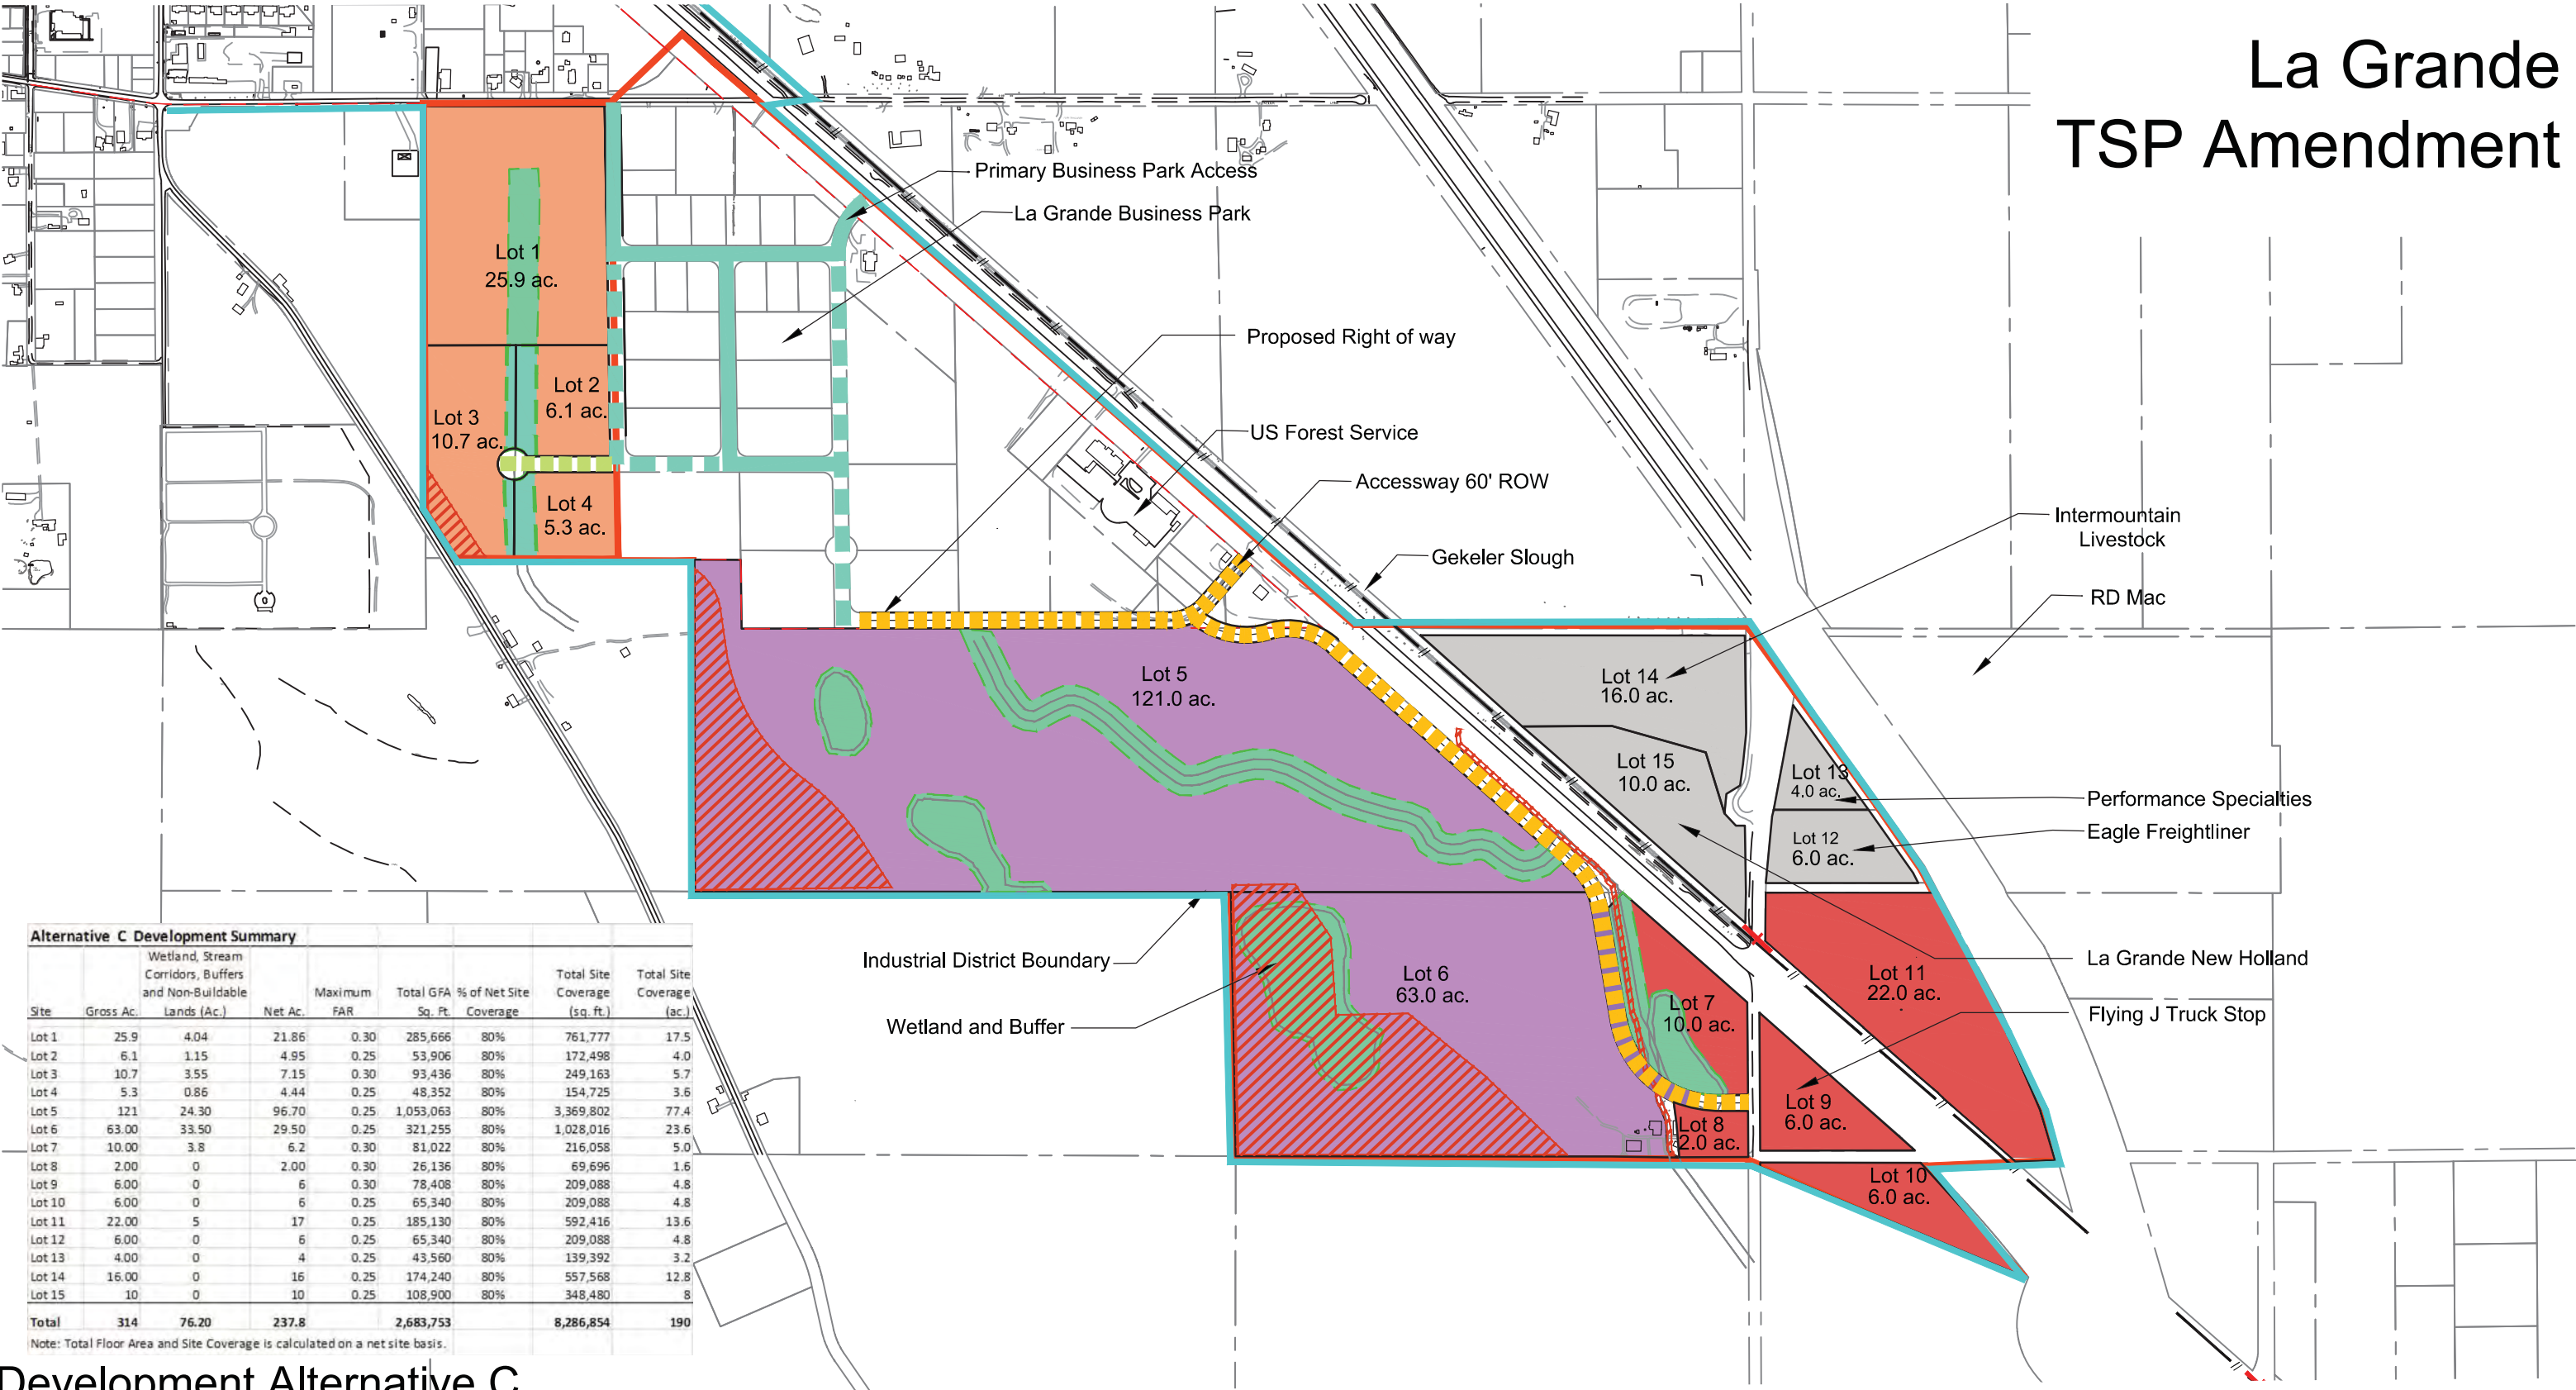 La Grande
TSP Amendment
Primary Business Park Access
La Grande Business Park
Lot 1
25.9 ac.
Proposed Right of way
Lot 2
6.1 ac.
Lot 3
10.7 ac.
US Forest Service
Accessway 60' ROW
Lot 4
5.3 ac.
Intermountain
Livestock
Gekeler Slough
RD Mac
Lot 5
121.0 ac.
Lot 14
16.0 ac.
Lot 15
10.0 ac.
Lot 13
4.0 ac.
Performance Specialties
Eagle Freightliner
Lot 12
6.0 ac.
Industrial District Boundary
La Grande New Holland
Lot 6
63.0 ac.
Lot 11
22.0 ac.
Wetland and Buffer
Lot 7
10.0 ac.
Flying J Truck Stop
Lot 9
6.0 ac.
Lot 8
2.0 ac.
Lot 10
6.0 ac.
Alternative C Development Summary
Wetland, Stream
Corridors, Buffers Total Site Total Site
and Non-Buildable Maximum Total GFA % of Net Site Coverage Coverage
Site Gross Ac. Lands (Ac.) Net Ac. FAR Sq. Ft. Coverage (sq. ft.) (ac.)
Lot 1 25.9 4.04 21.86 0.30 285,666 80% 761,777 17.5
Lot 2 6.1 1.15 4.95 0.25 53,906 80% 172,498 4.0
Lot 3 10.7 3.55 7.15 0.30 93,436 80% 249,163 5.7
Lot 4 5.3 0.86 4.44 0.25 48,352 80% 154,725 3.6
Lot 5 121 24.30 96.70 0.25 1,053,063 80% 3,369,802 77.4
Lot 6 63.00 33.50 29.50 0.25 321,255 80% 1,028,016 23.6
Lot 7 10.00 3.8 6.2 0.30 81,022 80% 216,058 5.0
Lot 8 2.00 0 2.00 0.30 26,136 80% 69,696 1.6
Lot 9 6.00 0 6 0.30 78,408 80% 209,088 4.8
Lot 10 6.00 0 6 0.25 65,340 80% 209,088 4.8
Lot 11 22.00 5 17 0.25 185,130 80% 592,416 13.6
Lot 12 6.00 0 6 0.25 65,340 80% 209,088 4.8
Lot 13 4.00 0 4 0.25 43,560 80% 139,392 3.2
Lot 14 16.00 0 16 0.25 174,240 80% 557,568 12.8
Lot 15 10 0 10 0.25 108,900 80% 348,480 8
Total 314 76.20 237.8 2,683,753 8,286,854 190
Note: Total Floor Area and Site Coverage is calculated on a net site basis.
Development Alternative C